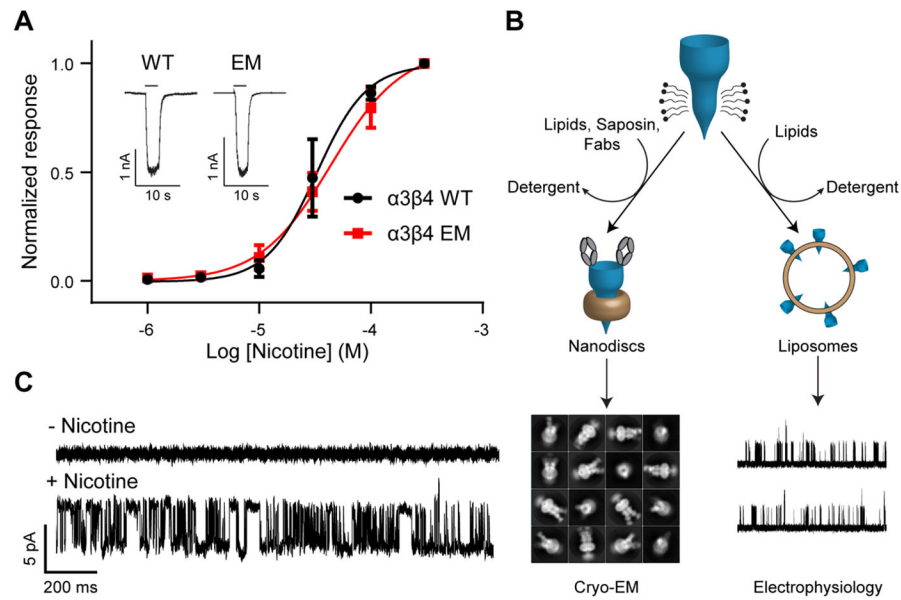 A
WT
EM
1 nA
10 s
1 nA
10 s
1.0
0.5
0.0
Normalized response
α3β4 WT
α3β4 EM
-6
-5
-4
-3
Log [Nicotine] (M)
B
Lipids, Saposin,
Fabs
Lipids
Detergent
Detergent
Nanodiscs
Liposomes
Cryo-EM
Electrophysiology
C
- Nicotine
+ Nicotine
5 pA
200 ms